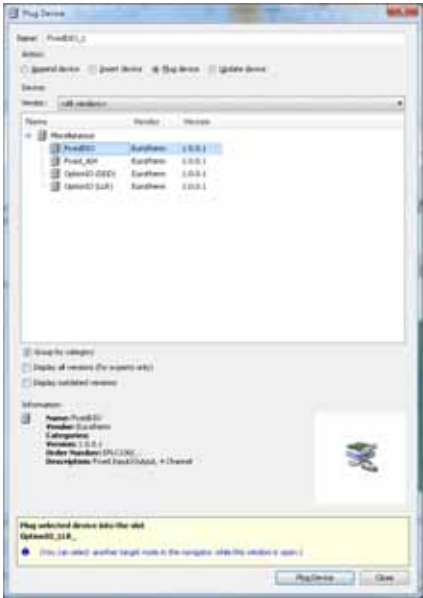 Plug Device
Name:
Action:
Append device Insert device Plug device Update device
Device:
Vendor: <All vendors>
Name Vendor Version
Miscellaneous
FixedIO Eurotherm 1.0.0.1
Fixed_AIH Eurotherm 1.0.0.1
OptionIO (DDD) Eurotherm 1.0.0.1
OptionIO (LLR) Eurotherm 1.0.0.1
Group by category
Display all versions (for experts only)
Display outdated versions
Information:
Name: FixedIO
Vendor: Eurotherm
Categories:
Version: 1.0.0.1
Order Number:
Description: Fixed Input/Output, 4 Channel
Plug selected device into the slot
OptionIO_LLR_
(You can select another target node in the navigator while this window is open.)
Plug Device Close